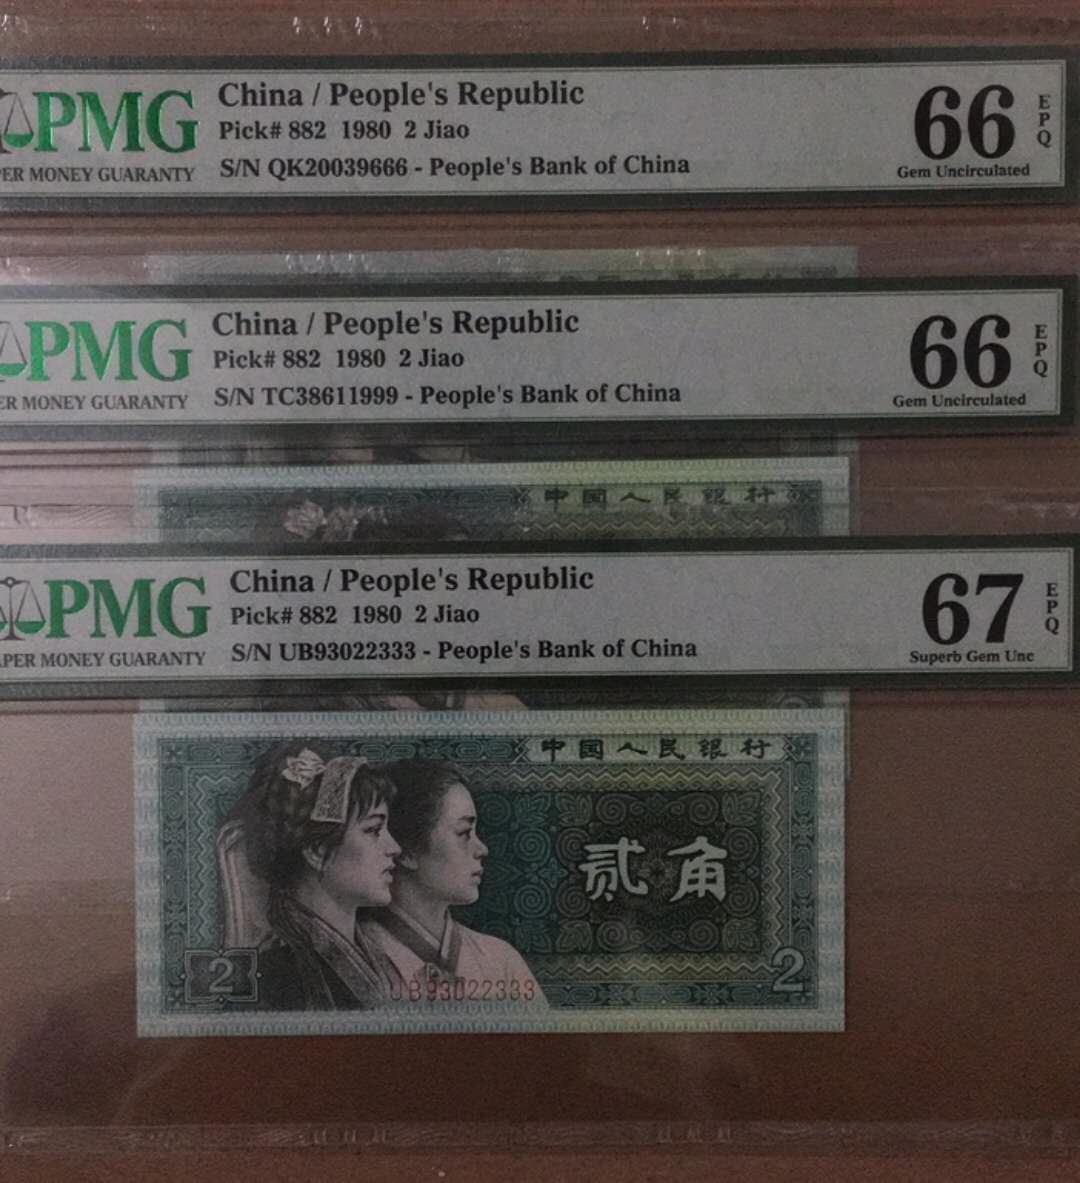 PMG
ER MONEY GUARANTY
China / People's Republic
Pick# 882 1980 2 Jiao
S/N QK20039666 - People's Bank of China
66
EPQ
Gem Uncirculated
PMG
ER MONEY GUARANTY
China / People's Republic
Pick# 882 1980 2 Jiao
S/N TC38611999 - People's Bank of China
66
EPQ
Gem Uncirculated
中国人民银行
PMG
PER MONEY GUARANTY
China / People's Republic
Pick# 882 1980 2 Jiao
S/N UB93022333 - People's Bank of China
67
EPQ
Superb Gem Unc
中国人民银行
贰角
2
UB93022333
2